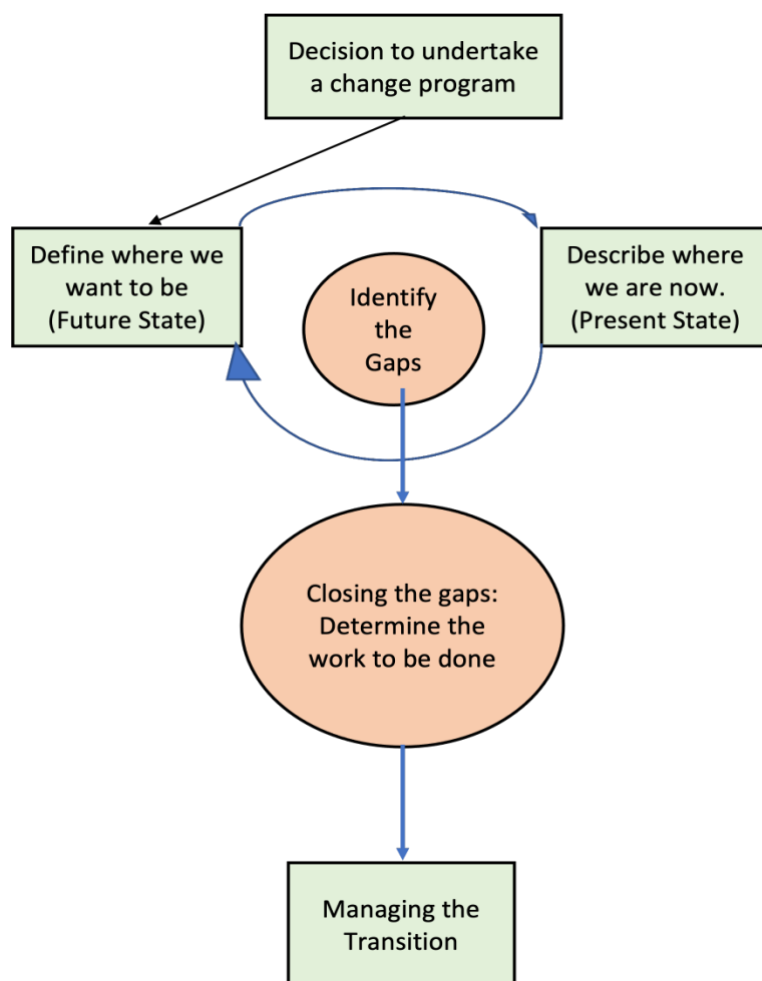 Decision to undertake
a change program
Define where we
want to be
(Future State)
Identify
the
Gaps
Describe where
we are now.
(Present State)
Closing the gaps:
Determine the
work to be done
Managing the
Transition